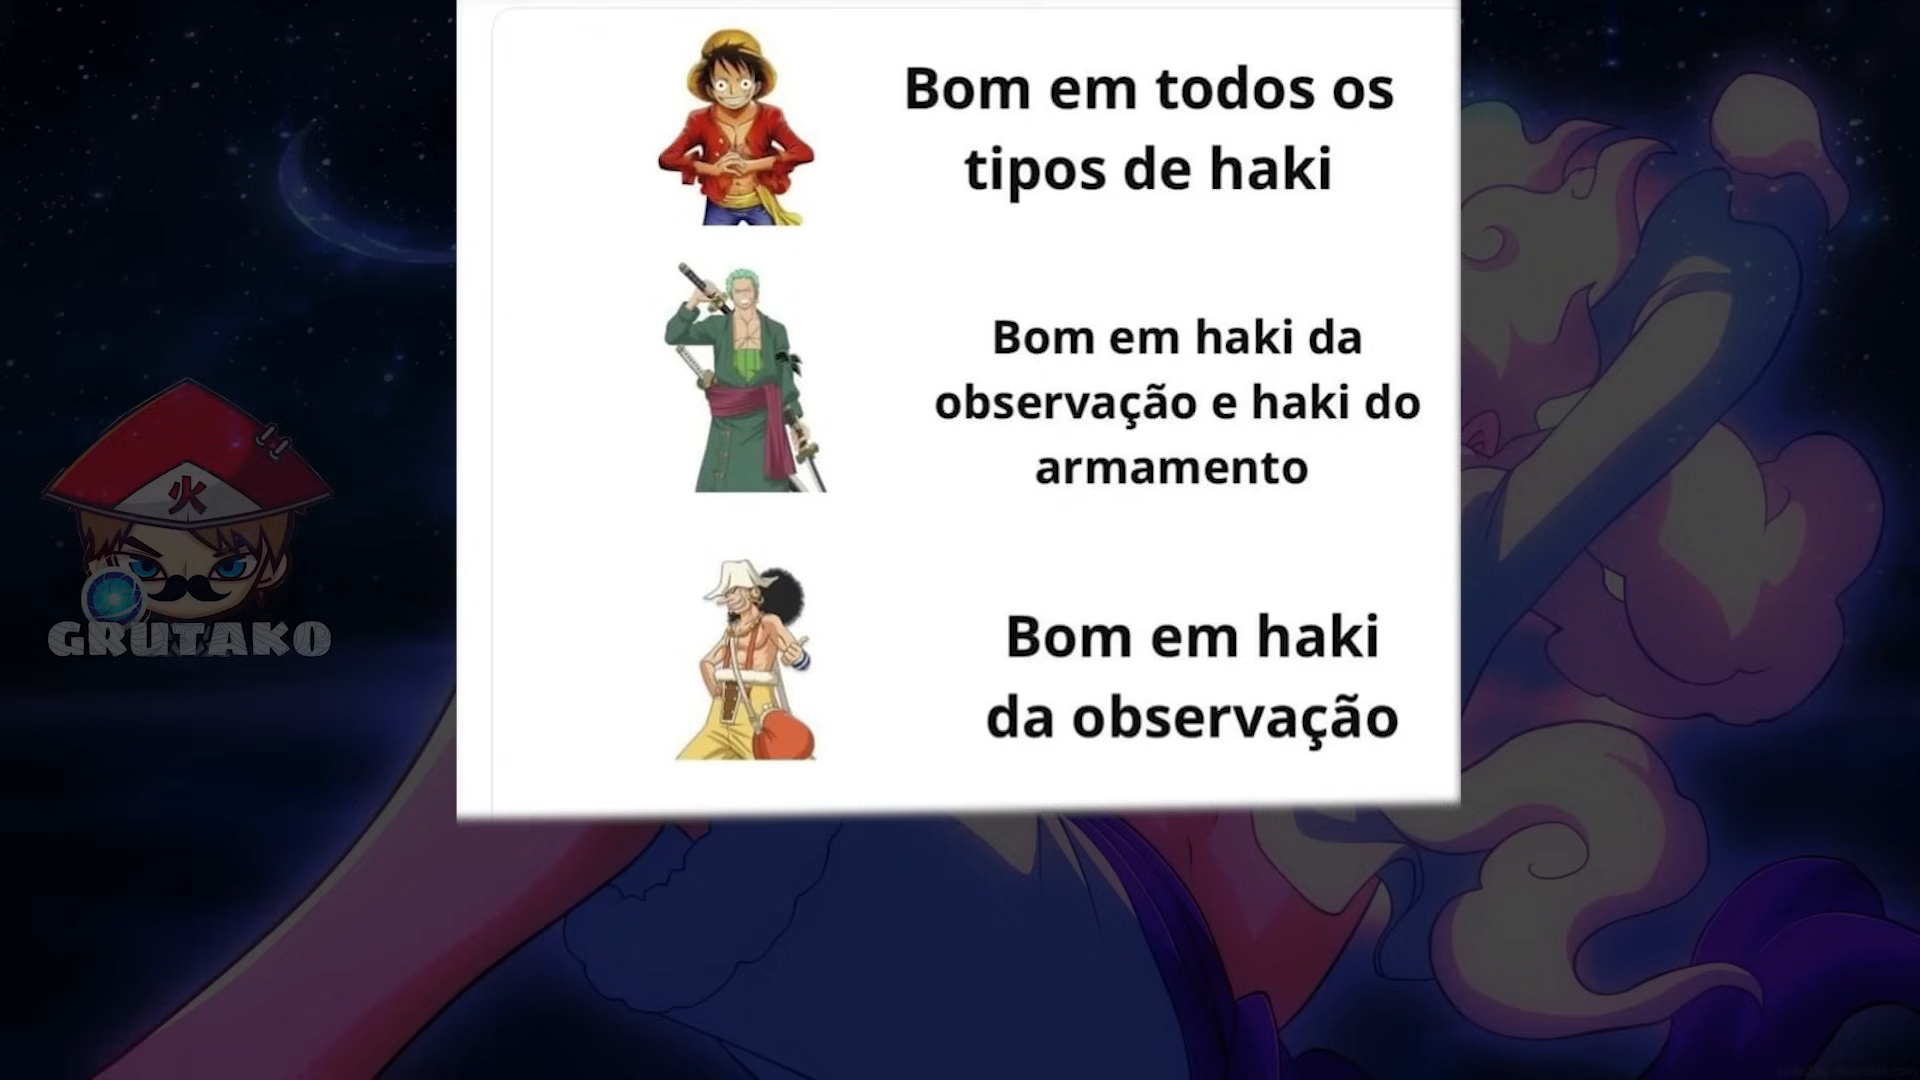 Bom em todos os
tipos de haki
Bom em haki da
observação e haki do
armamento
Bom em haki
da observação
火
GRUTAKO